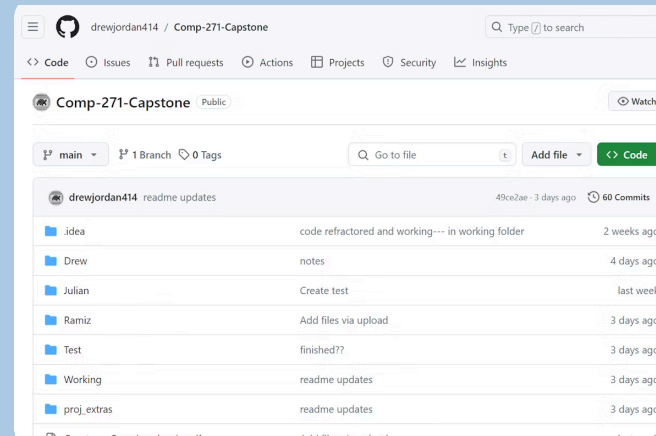 drewjordan414 / Comp-271-Capstone Type / to search
<> Code Issues Pull requests Actions Projects Security Insights
Comp-271-Capstone Public Watch
main 1 Branch 0 Tags Go to file t Add file <> Code
drewjordan414 readme updates 49ce2ae · 3 days ago 60 Commits
.idea code refractored and working--- in working folder 2 weeks ago
Drew notes 4 days ago
Julian Create test last week
Ramiz Add files via upload 3 days ago
Test finished?? 3 days ago
Working readme updates 3 days ago
proj_extras readme updates 3 days ago